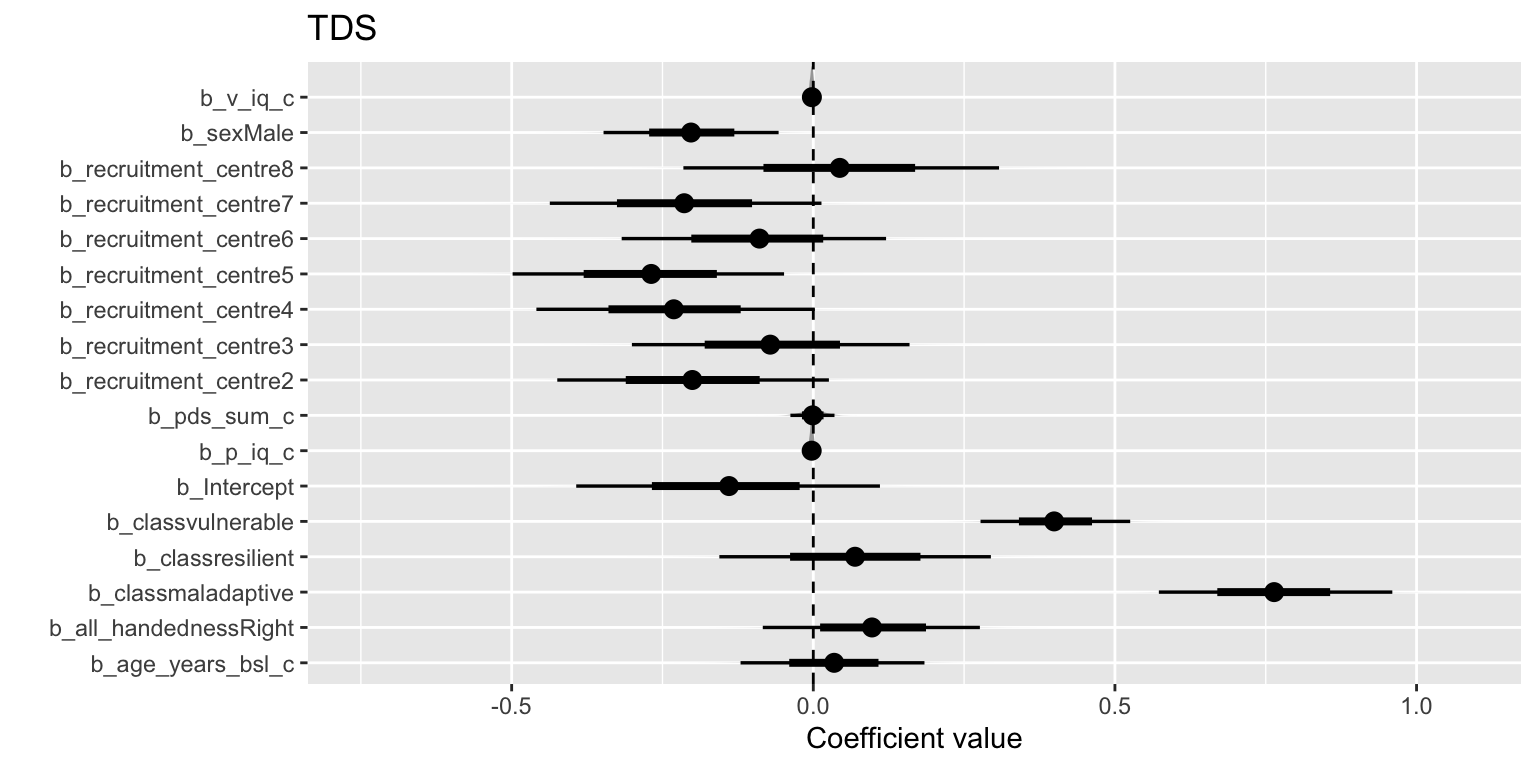 TDS
b_v_iq_c
b_sexMale
b_recruitment_centre8
b_recruitment_centre7
b_recruitment_centre6
b_recruitment_centre5
b_recruitment_centre4
b_recruitment_centre3
b_recruitment_centre2
b_pds_sum_c
b_p_iq_c
b_Intercept
b_classvulnerable
b_classresilient
b_classmaladaptive
b_all_handednessRight
b_age_years_bsl_c
-0.5 0.0 0.5 1.0
Coefficient value